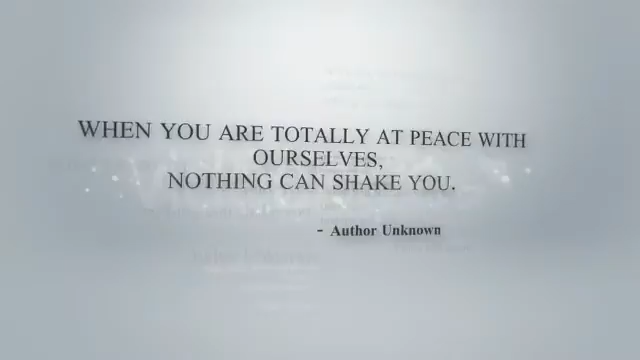 WHEN YOU ARE TOTALLY AT PEACE WITH
OURSELVES,
NOTHING CAN SHAKE YOU.
- Author Unknown